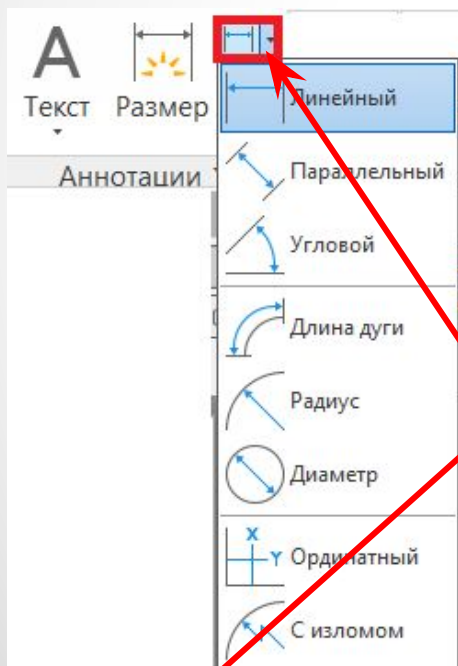 A
Текст Размер
Аннотации
Линейный
Параллельный
Угловой
Длина дуги
Радиус
Диаметр
X
Y Ординатный
С изломом